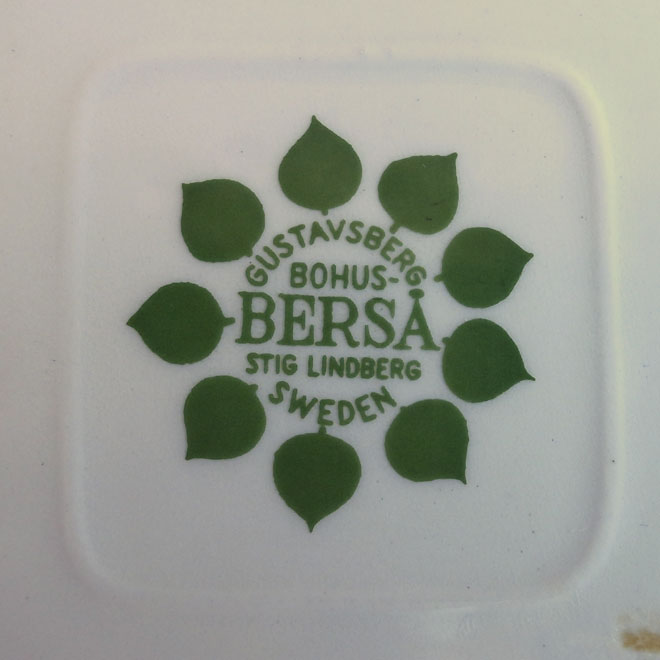 GUSTAVSBERG
BOHUS-
BERSÅ
STIG LINDBERG
SWEDEN